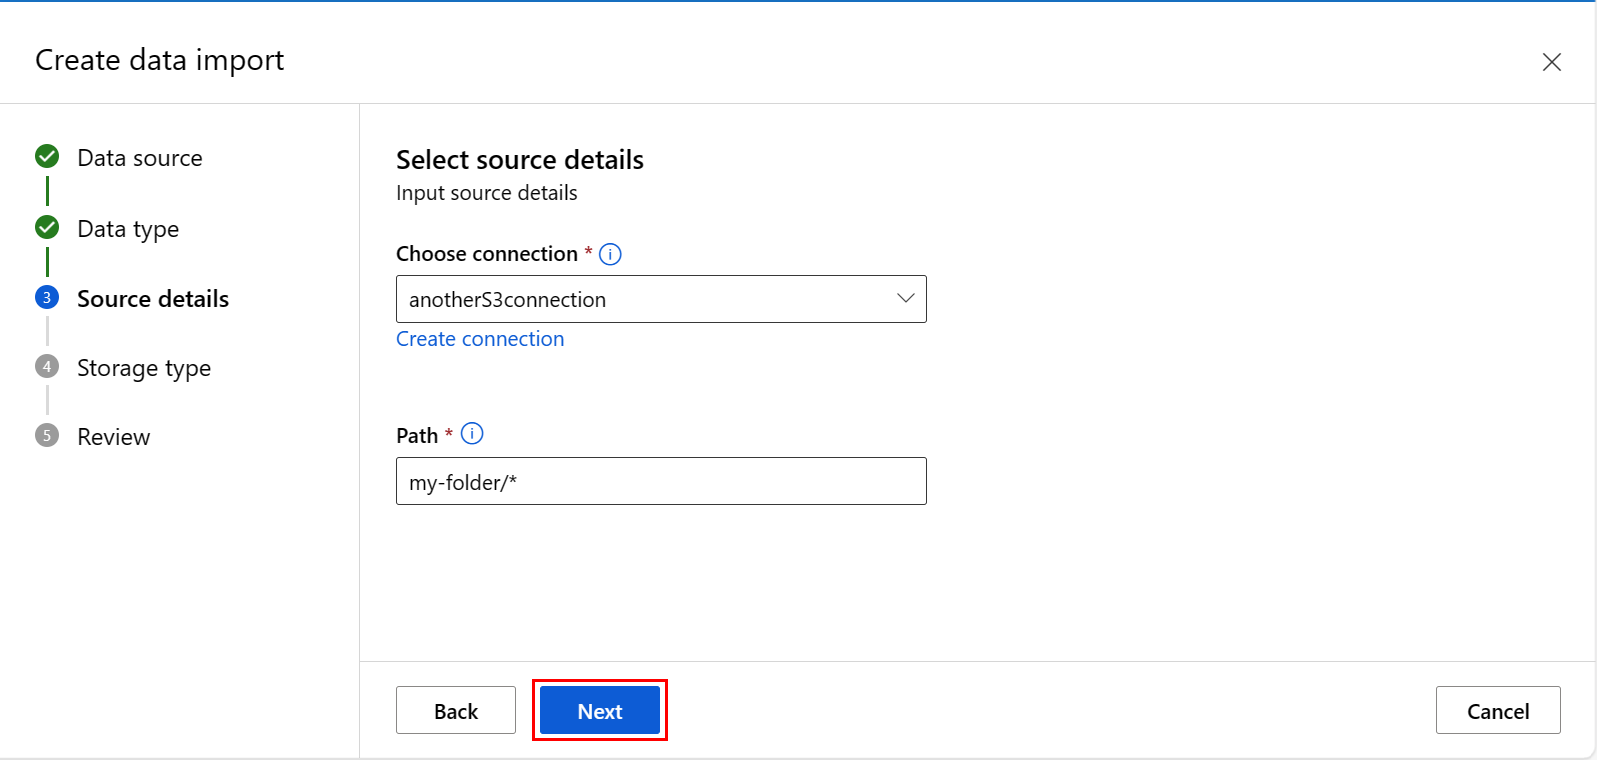 Create data import
Data source
Data type
3 Source details
4 Storage type
5 Review
Select source details
Input source details
Choose connection *
anotherS3connection
Create connection
Path *
my-folder/*
Back
Next
Cancel